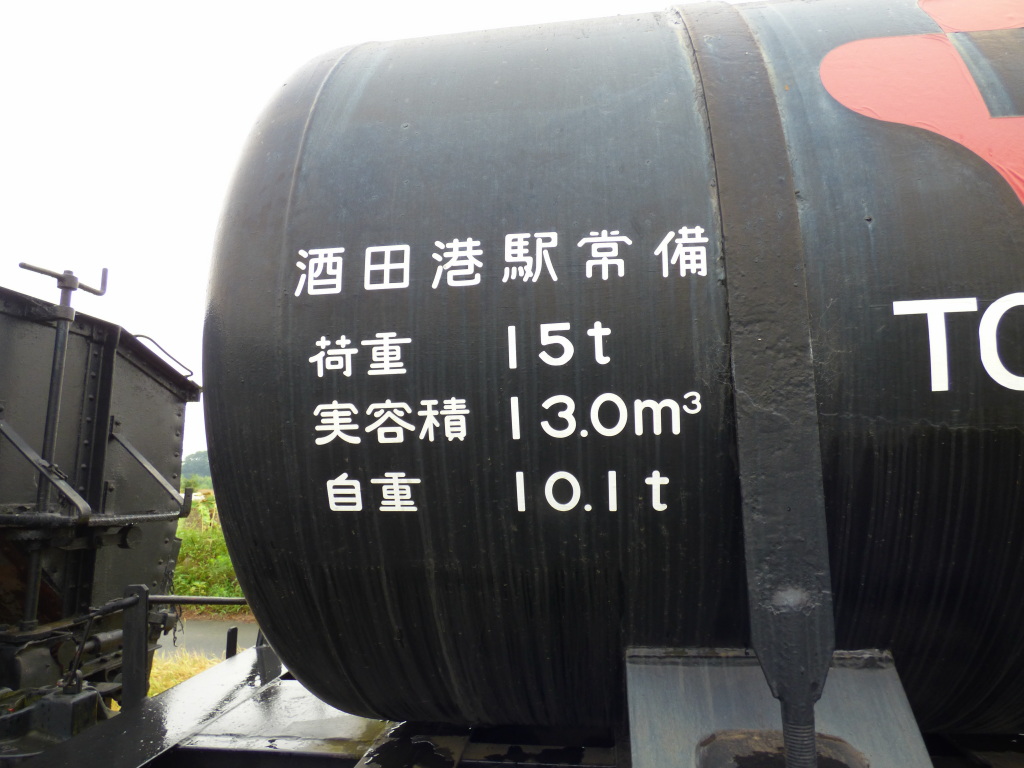 酒田港駅常備
荷重 15t
実容積 13.0m³
自重 10.1t
TO